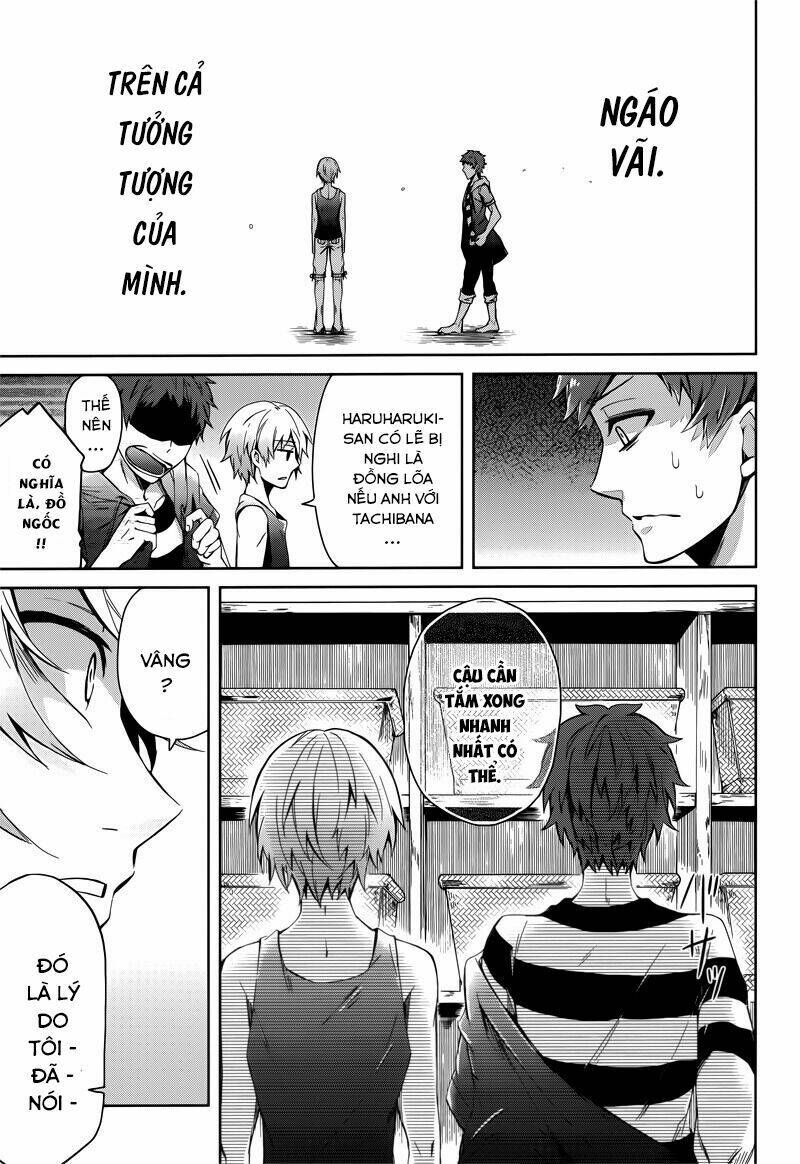 NGÁO
VÃI.
TRÊN CẢ
TƯỞNG
TƯỢNG
CỦA
MÌNH.
HARUHARUKI-
SAN CÓ LẼ BỊ
NGHI LÀ
ĐỒNG LÕA
NẾU ANH VỚI
TACHIBANA
...
THẾ
NÊN
...
CÓ
NGHĨA
LÀ, ĐỒ
NGỐC
!!
CẬU CẦN
TẮM XONG
NHANH
NHẤT CÓ
THỂ.
VÂNG
?
ĐÓ
LÀ LÝ
DO
TÔI -
ĐÃ -
NÓI -